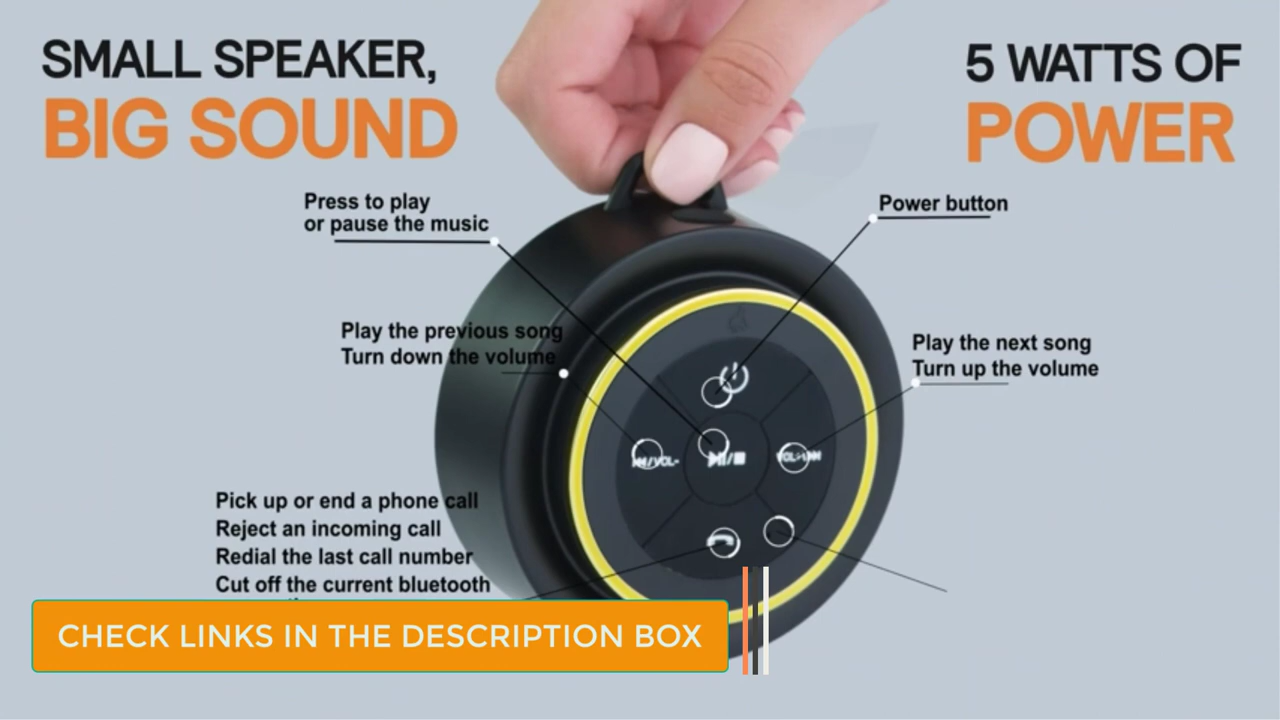 SMALL SPEAKER,
BIG SOUND
5 WATTS OF
POWER
Press to play
or pause the music
Power button
Play the previous song
Turn down the volume
Play the next song
Turn up the volume
Pick up or end a phone call
Reject an incoming call
Redial the last call number
Cut off the current bluetooth
CHECK LINKS IN THE DESCRIPTION BOX